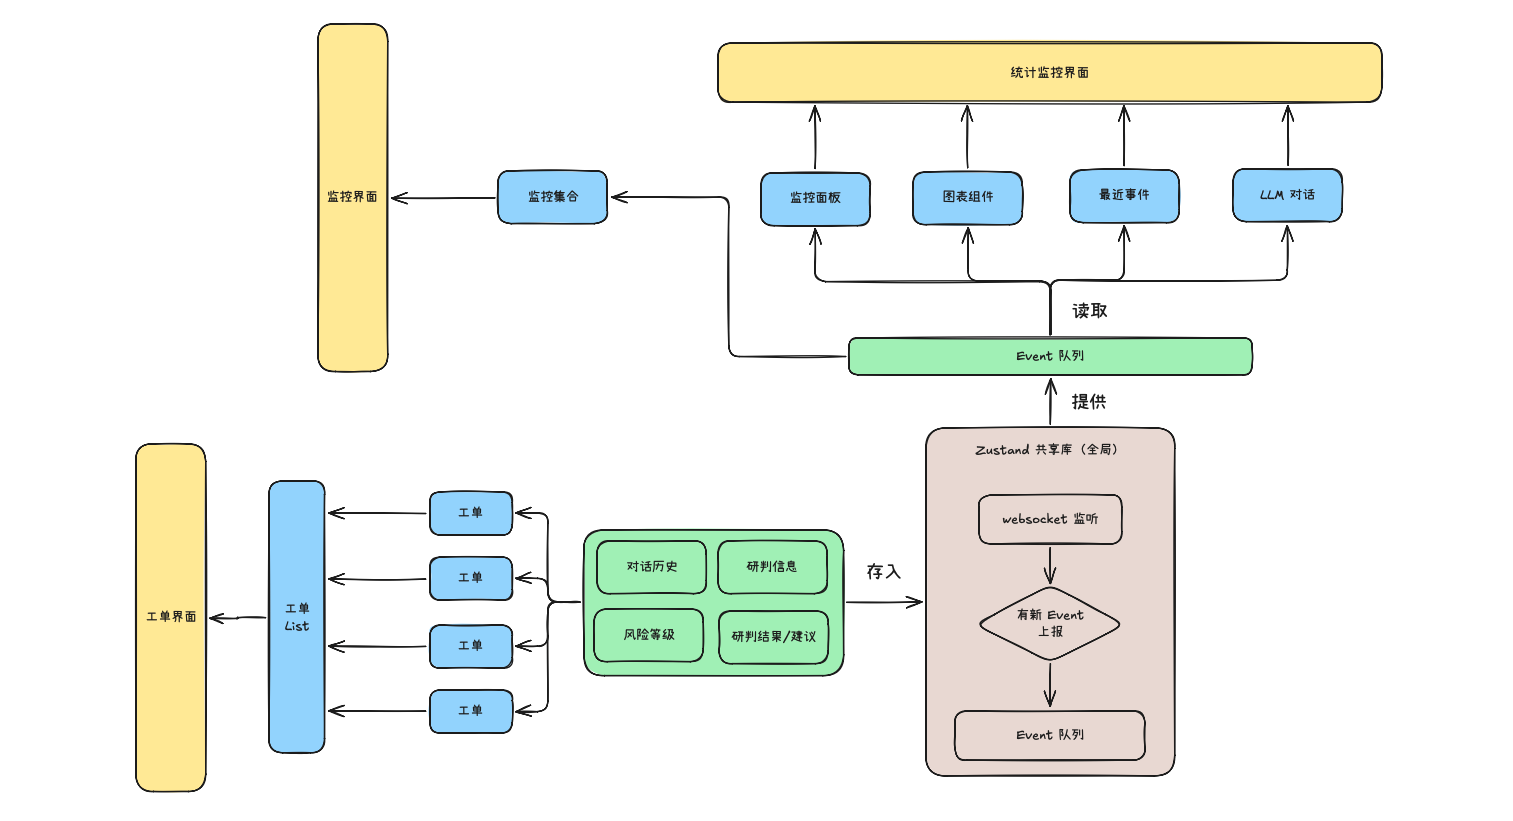 统计监控界面
监控界面
监控集合
监控面板
图表组件
最近事件
LLM 对话
读取
Event 队列
提供
Zustand 共享库（全局）
websocket 监听
有新 Event
上报
Event 队列
存入
对话历史
研判信息
风险等级
研判结果/建议
工单
工单
工单
工单
工单
List
工单界面